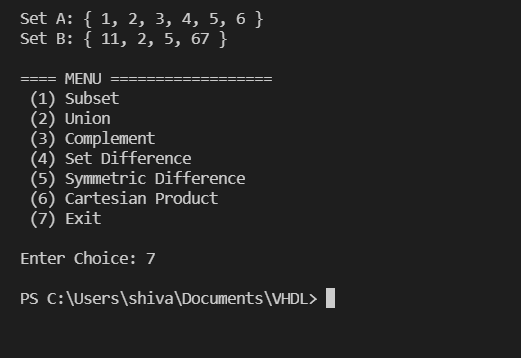 Set A: { 1, 2, 3, 4, 5, 6 }
Set B: { 11, 2, 5, 67 }
==== MENU ==================
(1) Subset
(2) Union
(3) Complement
(4) Set Difference
(5) Symmetric Difference
(6) Cartesian Product
(7) Exit
Enter Choice: 7
PS C:\Users\shiva\Documents\VHDL>